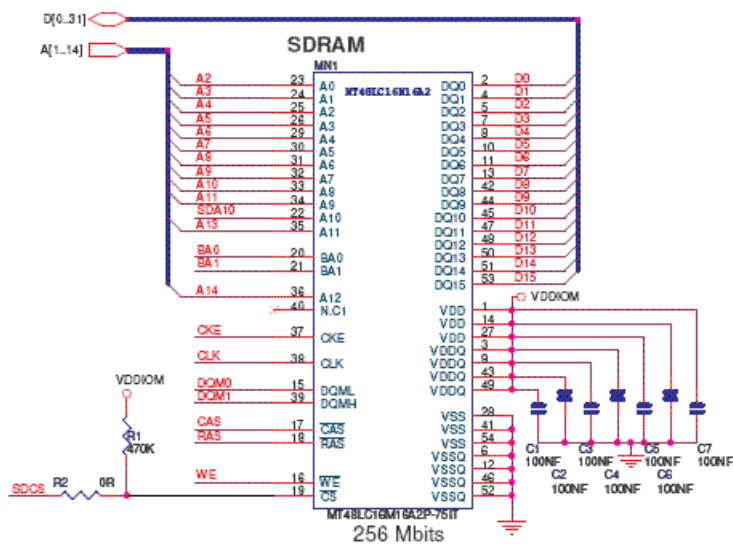 D[0..31]
A[1..14]
SDRAM
MN1
MT48LC16M16A2
A2 23 A0 DQ0 2 D0
A3 24 A1 DQ1 4 D1
A4 25 A2 DQ2 5 D2
A5 26 A3 DQ3 7 D3
A6 29 A4 DQ4 8 D4
A7 30 A5 DQ5 10 D5
A8 31 A6 DQ6 11 D6
A9 32 A7 DQ7 13 D7
A10 33 A8 DQ8 42 D8
A11 34 A9 DQ9 44 D9
SDA10 22 A10 DQ10 45 D10
A13 35 A11 DQ11 47 D11
DQ12 48 D12
BA0 20 BA0 DQ13 50 D13
BA1 21 BA1 DQ14 51 D14
DQ15 53 D15
A14 36 A12
40 N.C1
VDDIOM
VDD 1
VDD 14
CKE 37 CKE VDD 27
VDDQ 3
CLK 38 CLK VDDQ 9
VDDQ 43
DQM0 15 DQML VDDQ 49
DQM1 39 DQMH
VDDIOM
VSS 28
CAS 17 CAS VSS 41
RAS 18 RAS VSS 54
VSSQ 6
VSSQ 12
WE 16 WE VSSQ 46
19 CS VSSQ 52
R1
470K
SDCS R2 0R
C1 C3 C5 C7
100NF 100NF 100NF 100NF
C2 C4 C6
100NF 100NF 100NF
MT48LC16M16A2P-75IT
256 Mbits